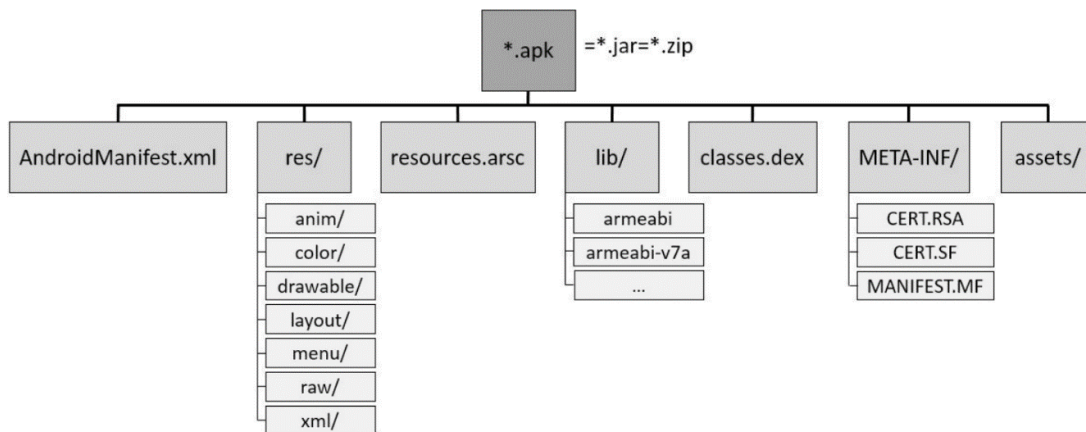 *.apk
=*.jar=*.zip
AndroidManifest.xml
res/
resources.arsc
lib/
classes.dex
META-INF/
assets/
anim/
color/
drawable/
layout/
menu/
raw/
xml/
armeabi
armeabi-v7a
...
CERT.RSA
CERT.SF
MANIFEST.MF